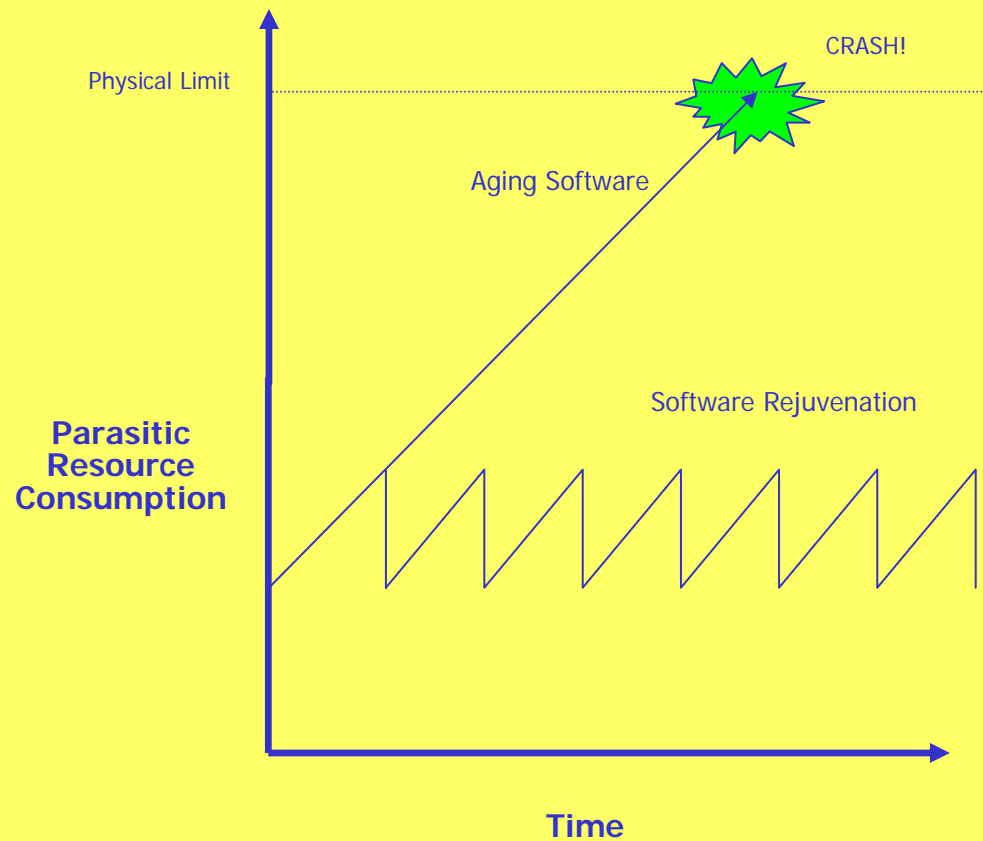 CRASH!
Physical Limit
Aging Software
Software Rejuvenation
Parasitic
Resource
Consumption
Time